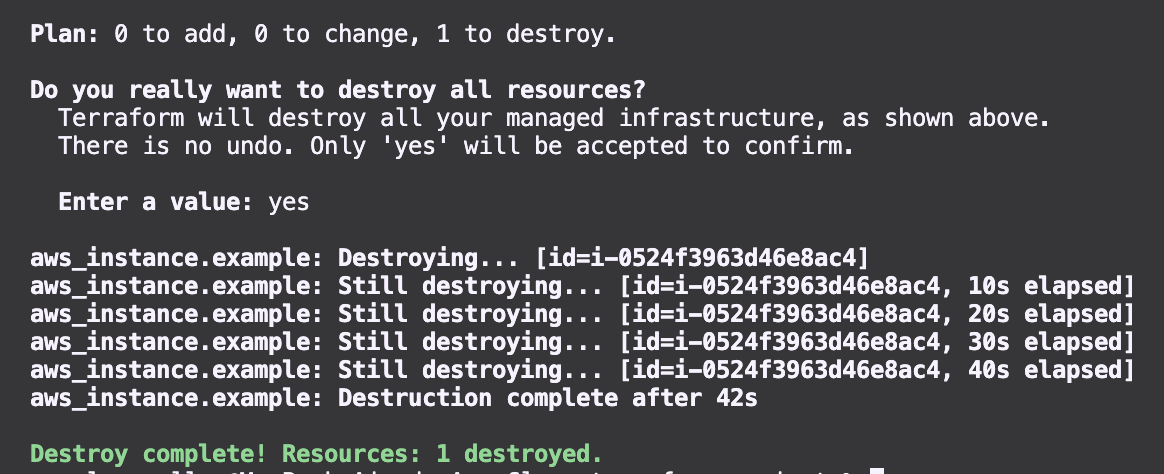 Plan: 0 to add, 0 to change, 1 to destroy.
Do you really want to destroy all resources?
Terraform will destroy all your managed infrastructure, as shown above.
There is no undo. Only 'yes' will be accepted to confirm.
Enter a value: yes
aws_instance.example: Destroying... [id=i-0524f3963d46e8ac4]
aws_instance.example: Still destroying... [id=i-0524f3963d46e8ac4, 10s elapsed]
aws_instance.example: Still destroying... [id=i-0524f3963d46e8ac4, 20s elapsed]
aws_instance.example: Still destroying... [id=i-0524f3963d46e8ac4, 30s elapsed]
aws_instance.example: Still destroying... [id=i-0524f3963d46e8ac4, 40s elapsed]
aws_instance.example: Destruction complete after 42s
Destroy complete! Resources: 1 destroyed.